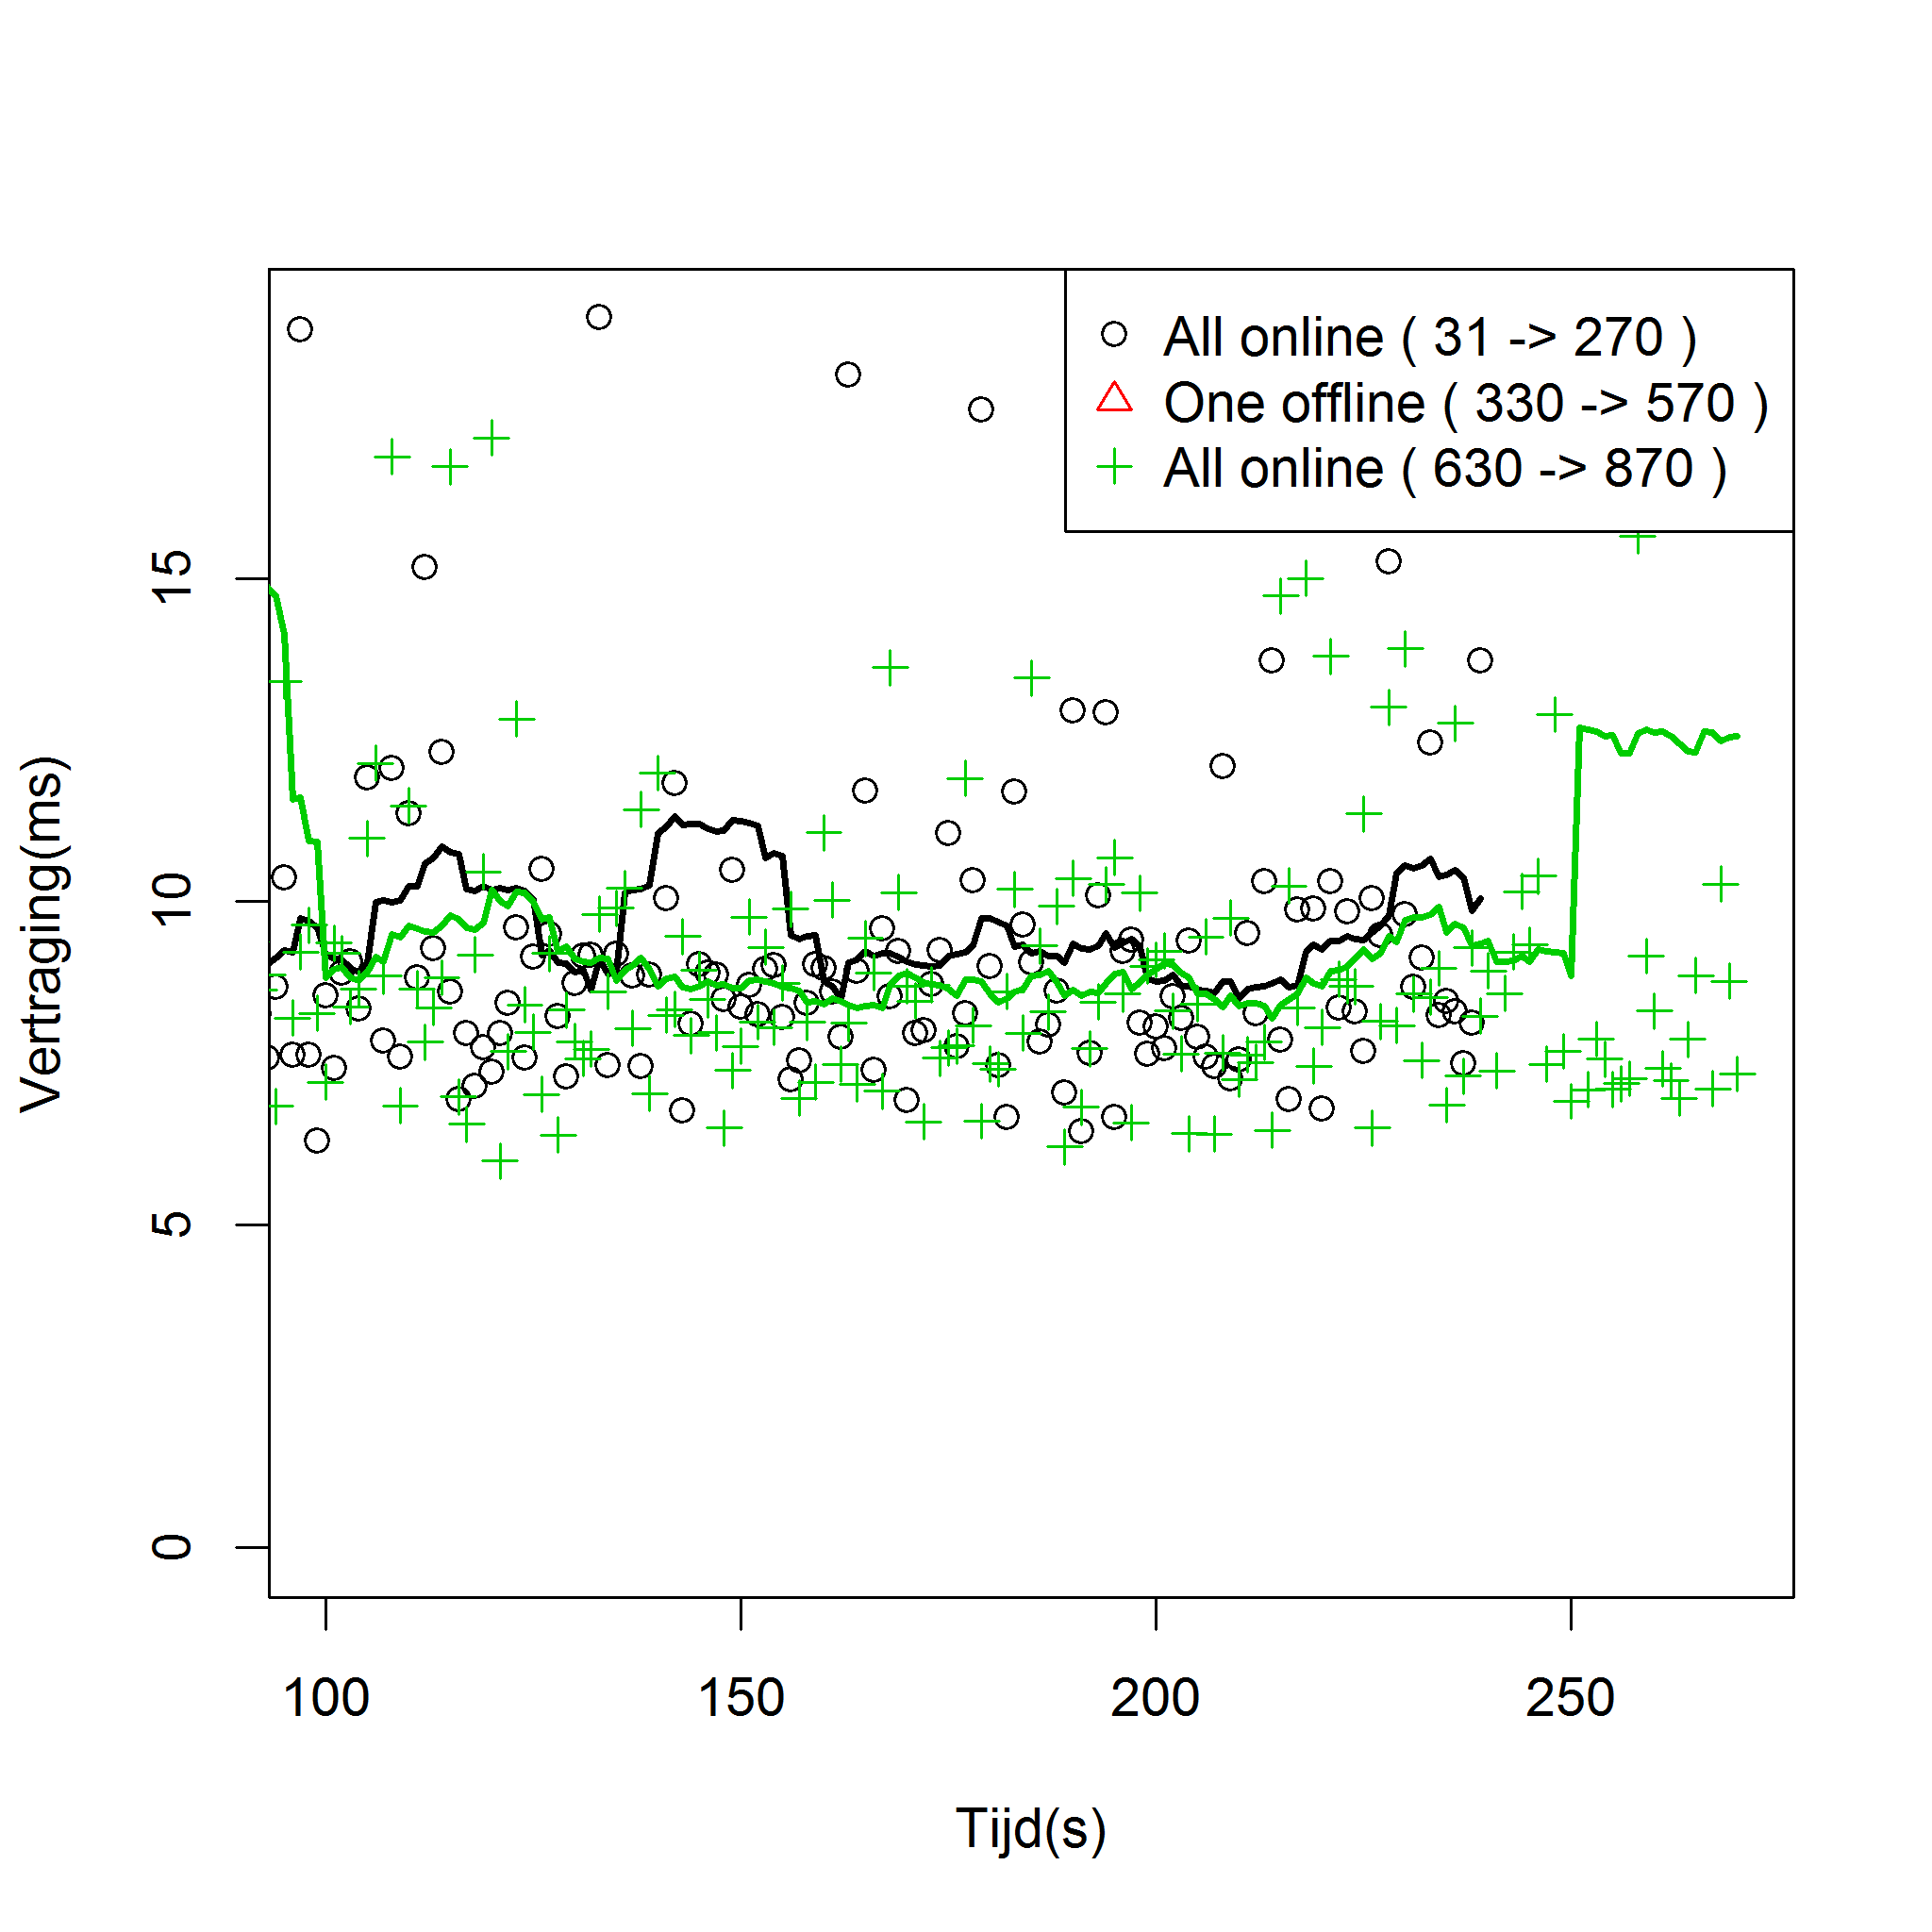 All online ( 31 -> 270 )
One offline ( 330 -> 570 )
All online ( 630 -> 870 )
Vertraging(ms)
15
10
5
0
100 150 200 250
Tijd(s)